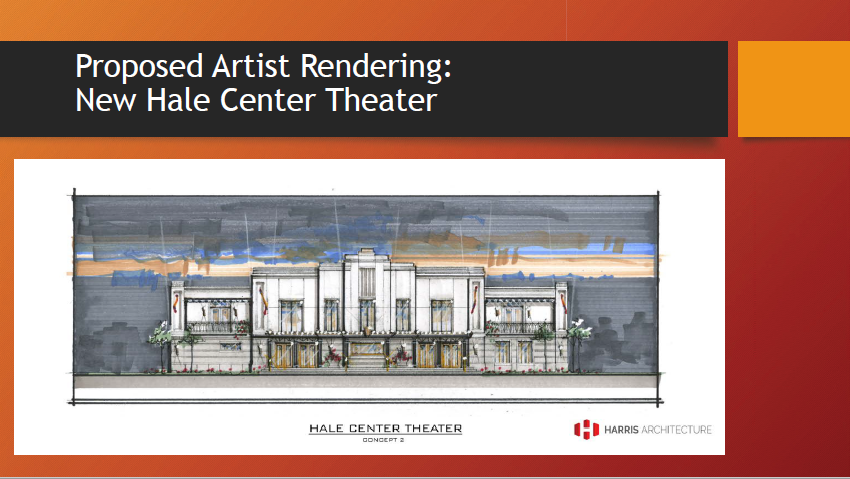 Proposed Artist Rendering:
New Hale Center Theater
HALE CENTER THEATER
CONCEPT 2
HARRIS ARCHITECTURE